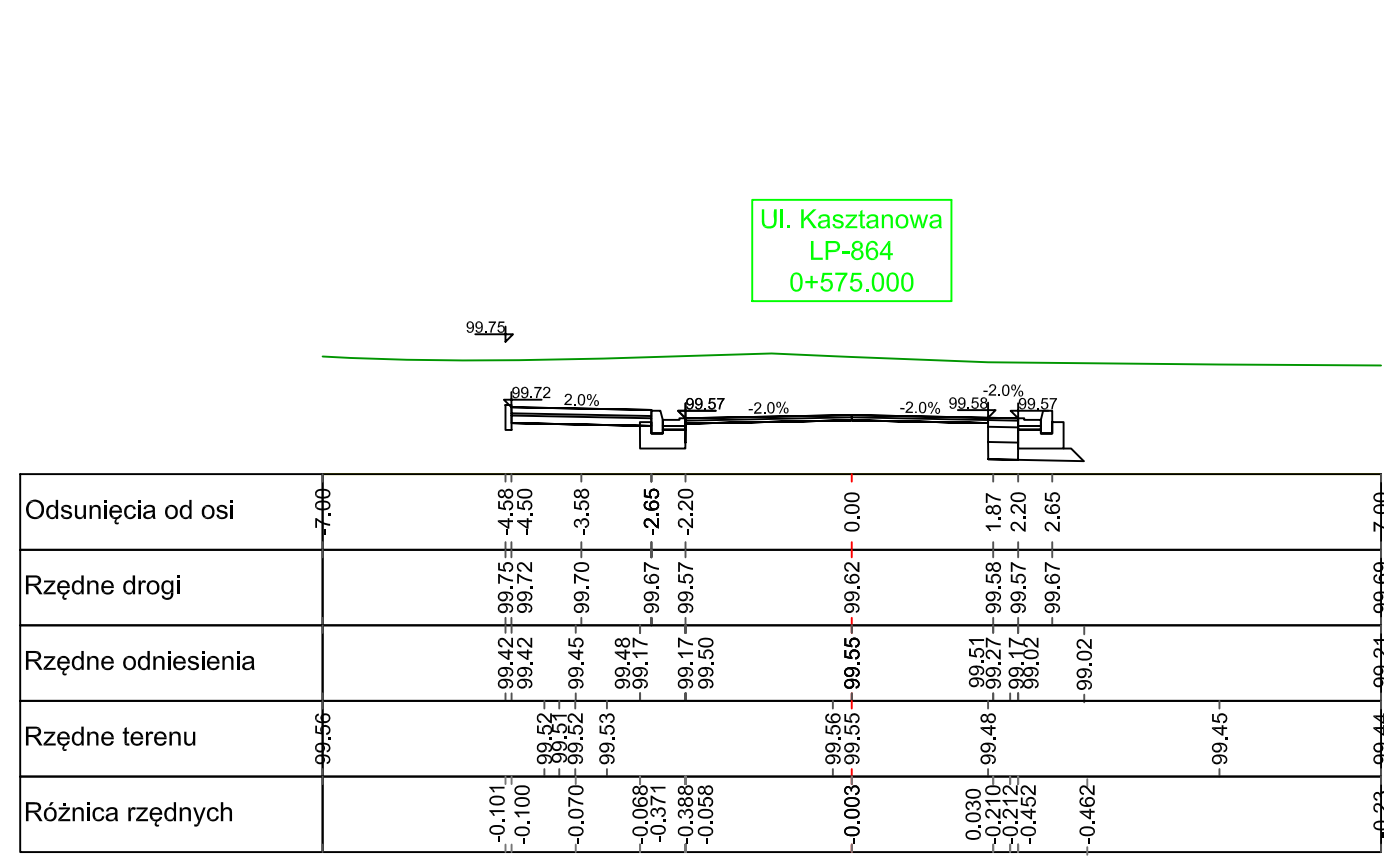 Ul. Kasztanowa
LP-864
0+575.000
99.75
99.72
2.0%
99.57
-2.0%
-2.0%
99.58
-2.0%
99.57
Odsunięcia od osi
-7.00 -4.58 -4.50 -3.58 -2.65 -2.20 0.00 1.87 2.20 2.65 7.00
Rzędne drogi
99.75 99.72 99.70 99.67 99.57 99.62 99.58 99.57 99.67
Rzędne odniesienia
99.42 99.42 99.45 99.48 99.17 99.17 99.50 99.55 99.51 99.27 99.17 99.02 99.02 99.21
Rzędne terenu
99.56 99.52 99.51 99.52 99.53 99.56 99.55 99.48 99.45 99.44
Różnica rzędnych
-0.101 -0.100 -0.070 -0.068 -0.371 -0.388 -0.058 -0.003 0.030 -0.210 -0.212 -0.452 -0.462 -0.23